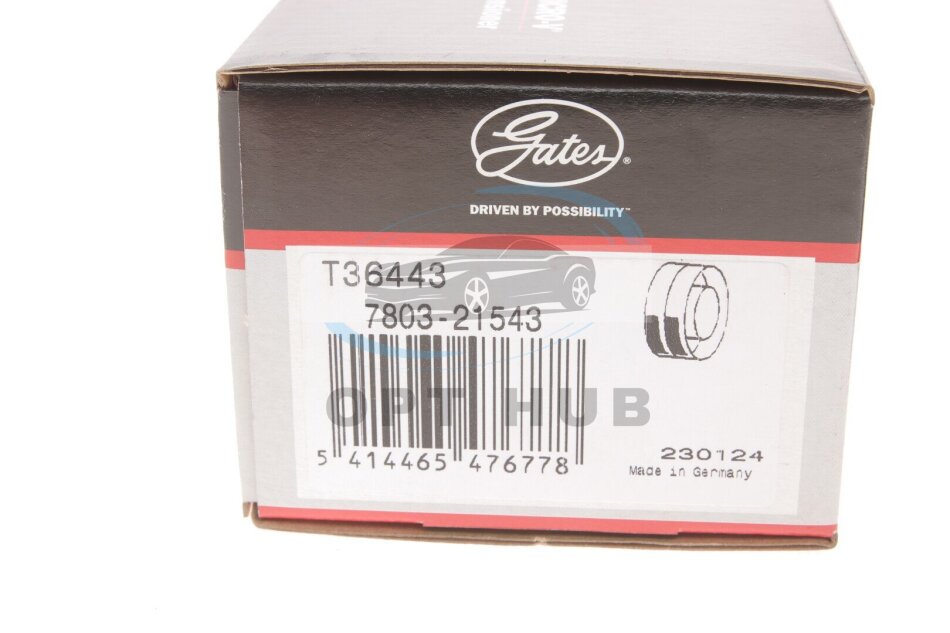 Gates®
DRIVEN BY POSSIBILITY™
T36443
7803-21543
OPT HUB
5 414465 476778
230124
Made in Germany